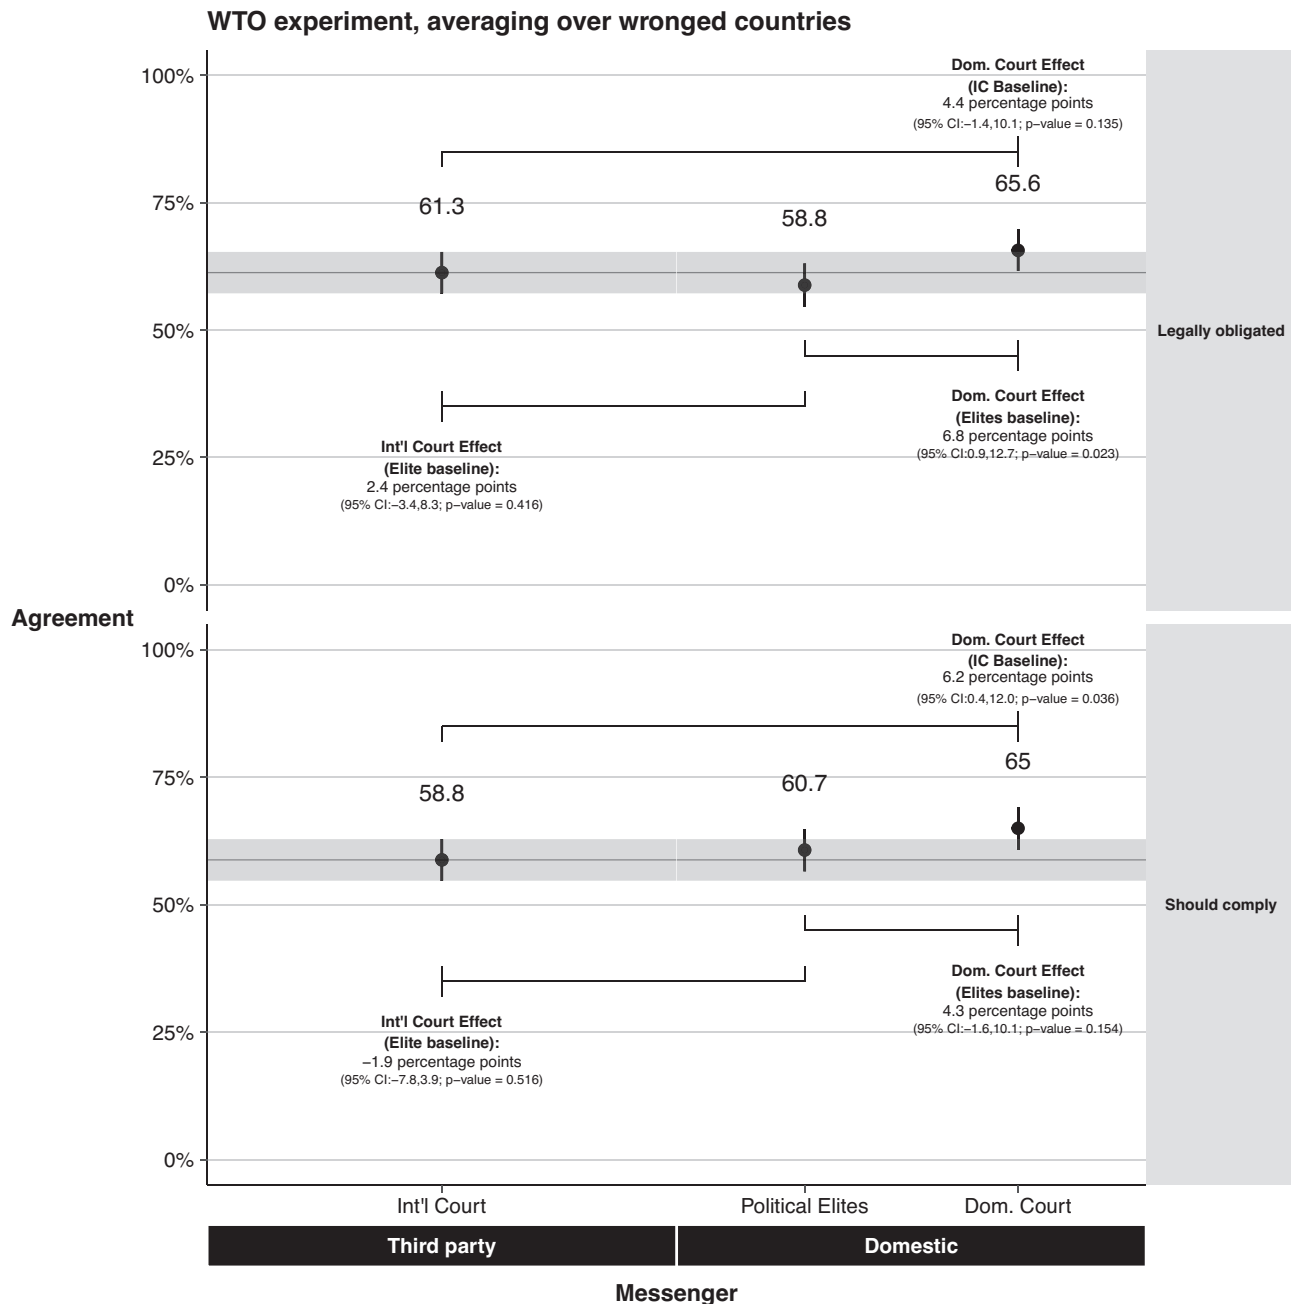 WTO experiment, averaging over wronged countries
100%
Dom. Court Effect
(IC Baseline):
4.4 percentage points
(95% CI:−1.4,10.1; p−value = 0.135)
65.6
75%
61.3
58.8
50%
Legally obligated
Dom. Court Effect
(Elites baseline):
6.8 percentage points
(95% CI:0.9,12.7; p−value = 0.023)
Int'l Court Effect
(Elite baseline):
2.4 percentage points
(95% CI:−3.4,8.3; p−value = 0.416)
25%
0%
Agreement
100%
Dom. Court Effect
(IC Baseline):
6.2 percentage points
(95% CI:0.4,12.0; p−value = 0.036)
65
75%
58.8
60.7
50%
Should comply
Dom. Court Effect
(Elites baseline):
4.3 percentage points
(95% CI:−1.6,10.1; p−value = 0.154)
Int'l Court Effect
(Elite baseline):
−1.9 percentage points
(95% CI:−7.8,3.9; p−value = 0.516)
25%
0%
Int'l Court
Political Elites
Dom. Court
Third party
Domestic
Messenger